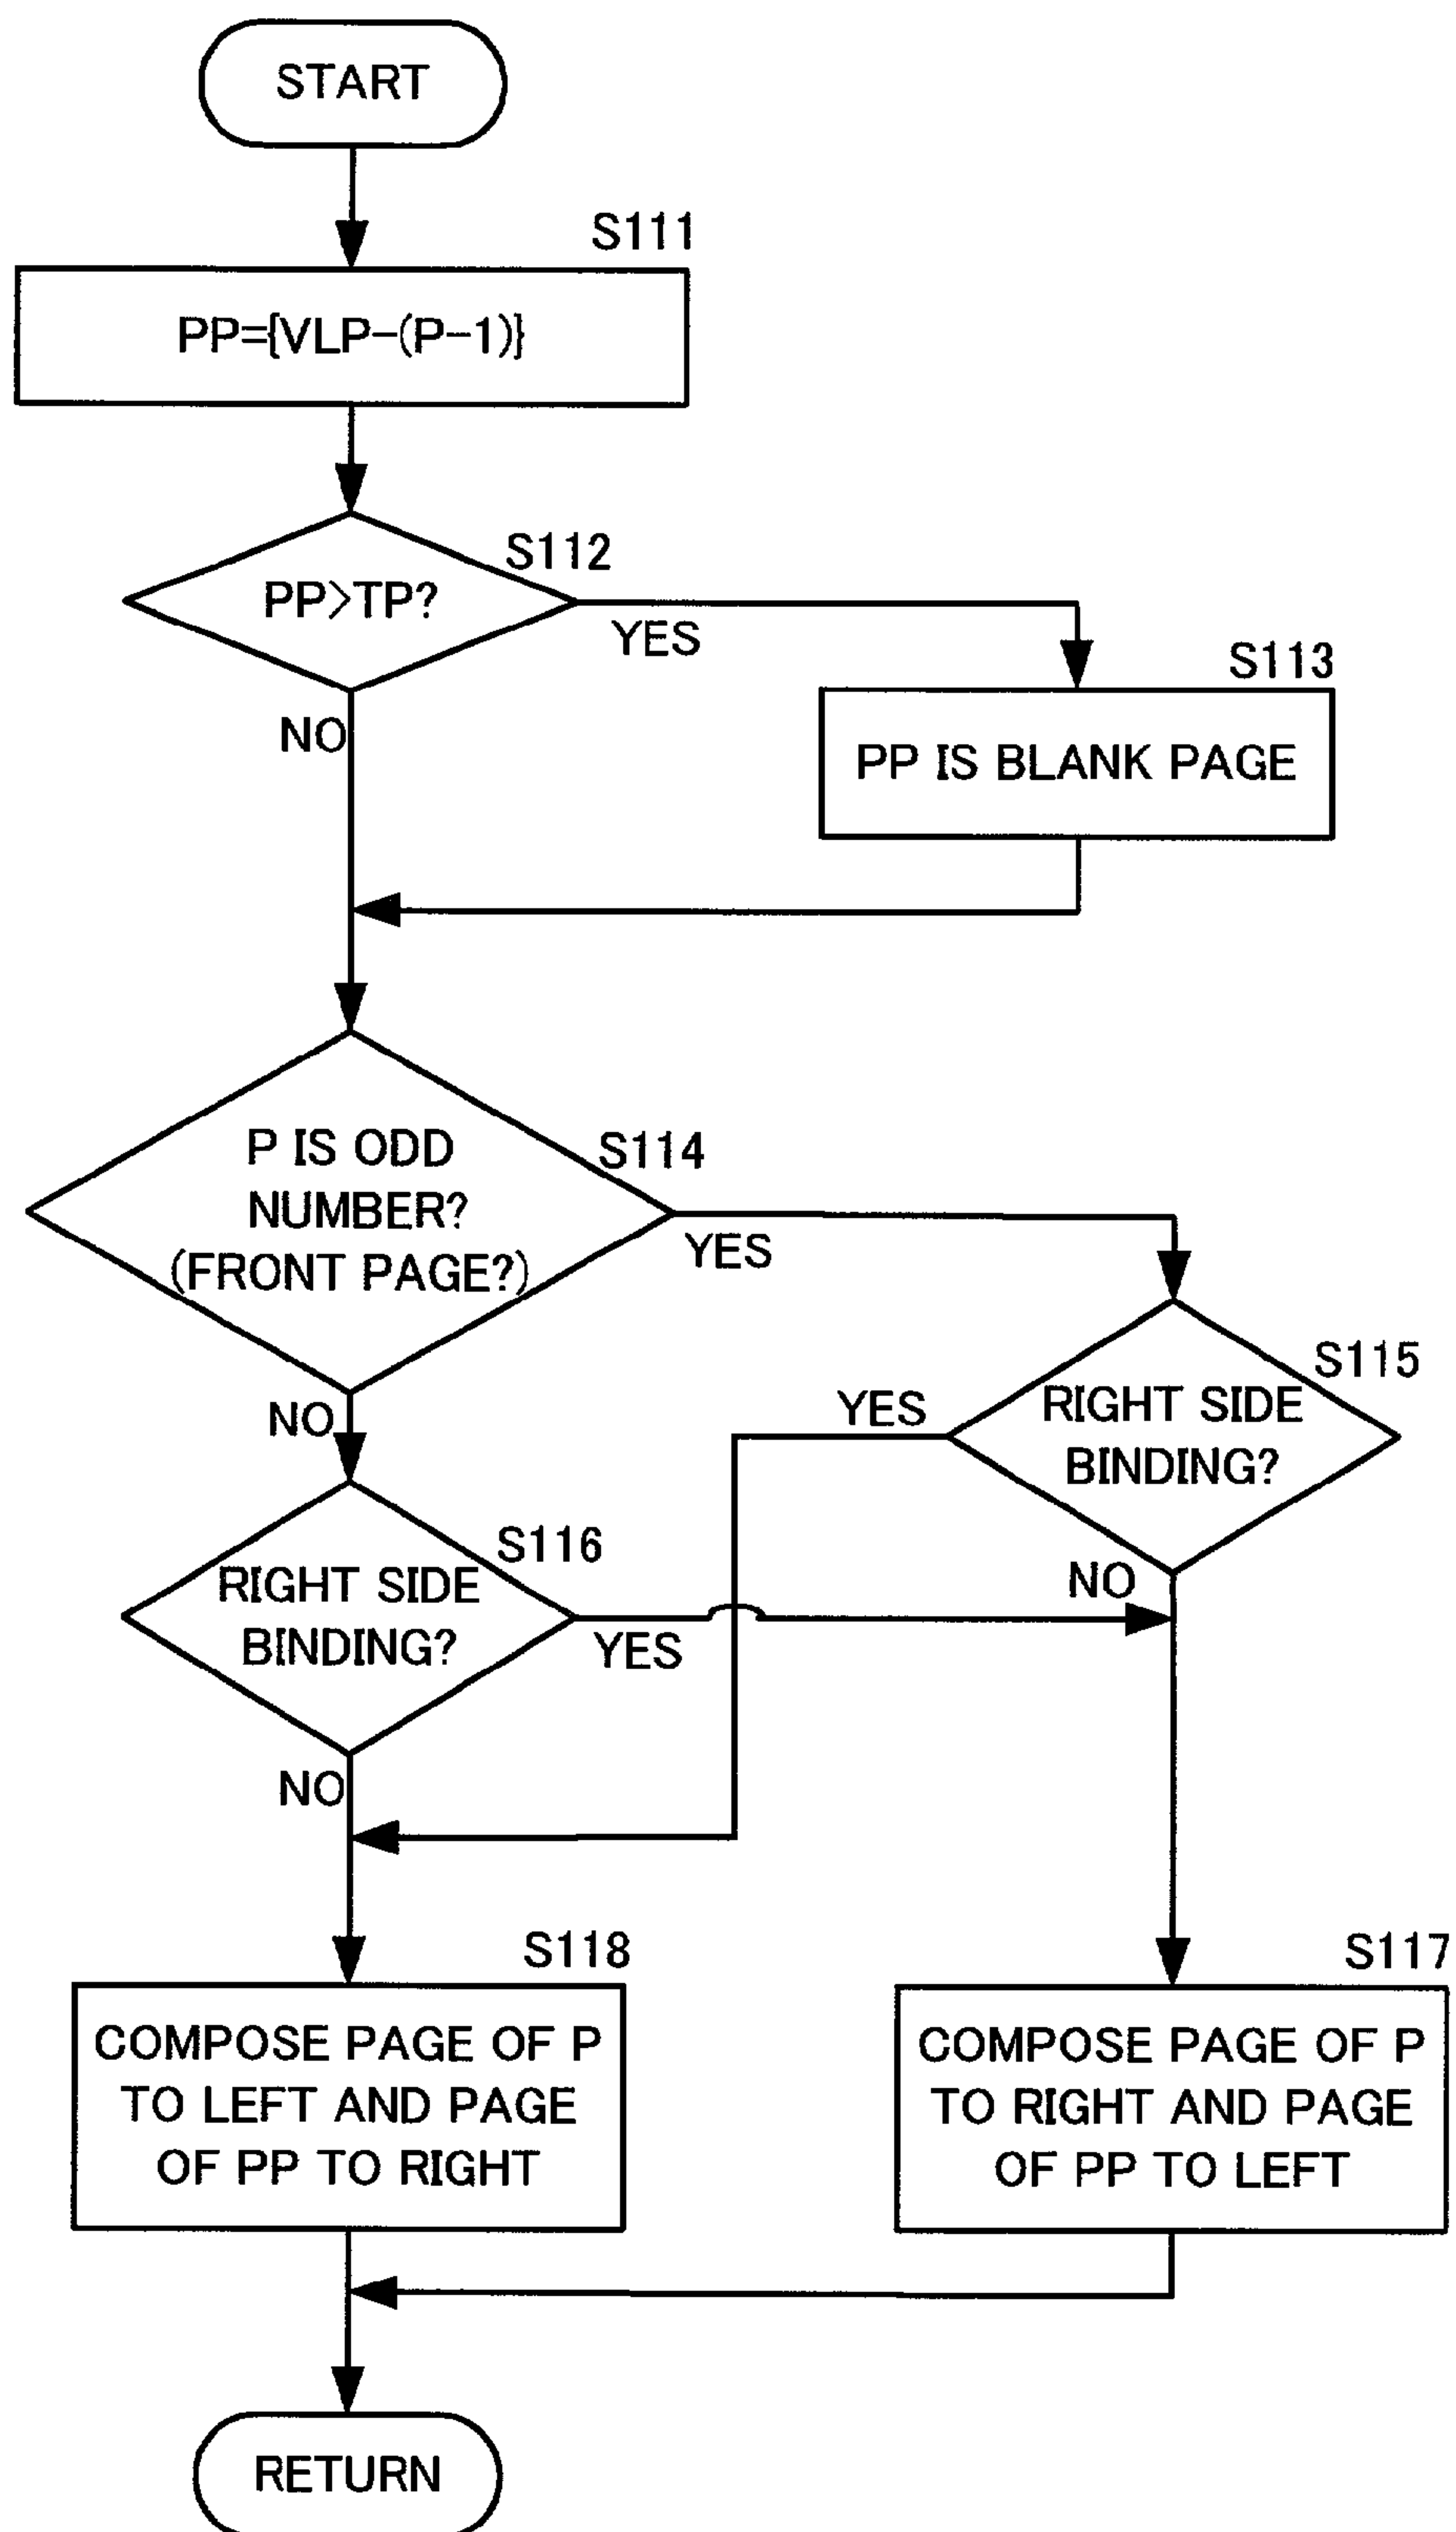 START
S111
PP={VLP-(P-1)}
S112
PP>TP?
YES
S113
NO
PP IS BLANK PAGE
P IS ODD
NUMBER?
(FRONT PAGE?)
S114
YES
S115
YES
RIGHT SIDE
BINDING?
NO
S116
RIGHT SIDE
BINDING?
NO
YES
NO
S118
S117
COMPOSE PAGE OF P
TO LEFT AND PAGE
OF PP TO RIGHT
COMPOSE PAGE OF P
TO RIGHT AND PAGE
OF PP TO LEFT
RETURN